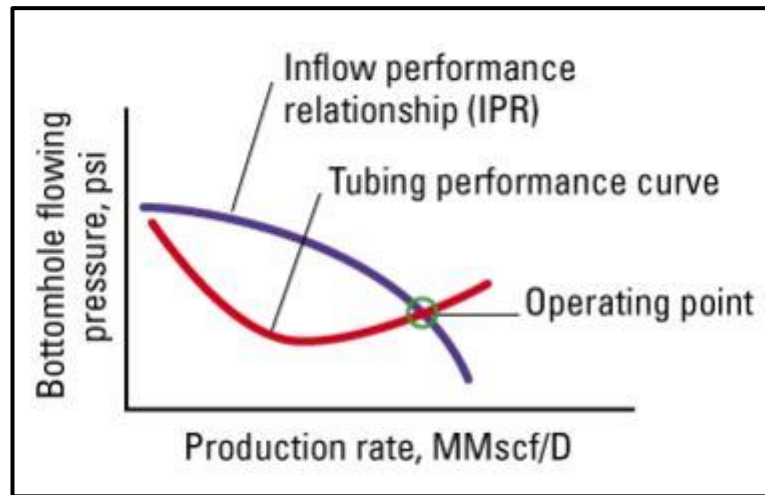 Inflow performance
relationship (IPR)
Tubing performance curve
Operating point
Bottomhole flowing
pressure, psi
Production rate, MMscf/D